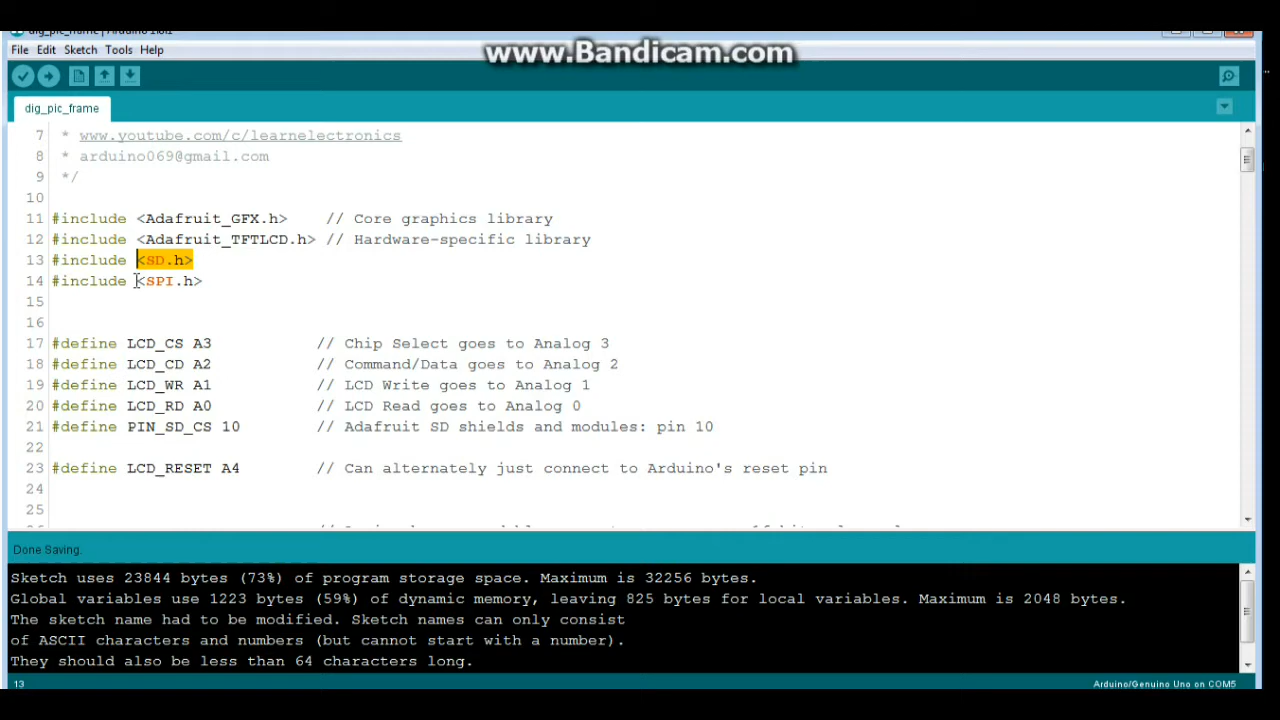 www.Bandicam.com
File Edit Sketch Tools Help
dig_pic_frame
7 * www.youtube.com/c/learnelectronics
8 * arduino069@gmail.com
9 */
10
11 #include <Adafruit_GFX.h> // Core graphics library
12 #include <Adafruit_TFTLCD.h> // Hardware-specific library
13 #include <SD.h>
14 #include <SPI.h>
15
16
17 #define LCD_CS A3 // Chip Select goes to Analog 3
18 #define LCD_CD A2 // Command/Data goes to Analog 2
19 #define LCD_WR A1 // LCD Write goes to Analog 1
20 #define LCD_RD A0 // LCD Read goes to Analog 0
21 #define PIN_SD_CS 10 // Adafruit SD shields and modules: pin 10
22
23 #define LCD_RESET A4 // Can alternately just connect to Arduino's reset pin
24
25
Done Saving.
Sketch uses 23844 bytes (73%) of program storage space. Maximum is 32256 bytes.
Global variables use 1223 bytes (59%) of dynamic memory, leaving 825 bytes for local variables. Maximum is 2048 bytes.
The sketch name had to be modified. Sketch names can only consist
of ASCII characters and numbers (but cannot start with a number).
They should also be less than 64 characters long.
13 Arduino/Genuino Uno on COM5